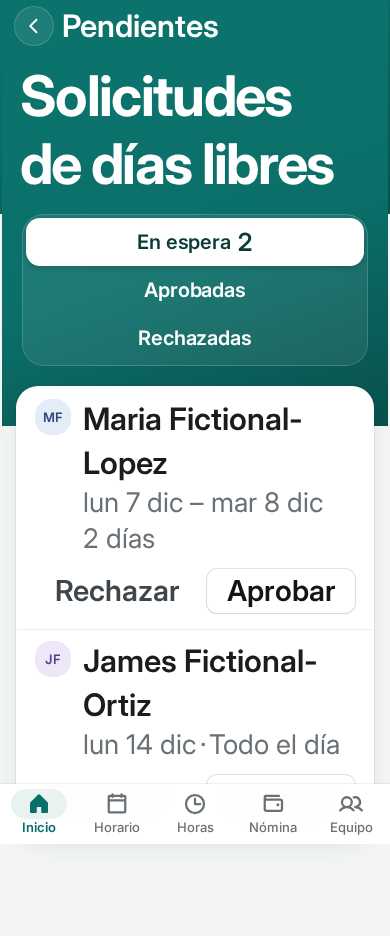 Pendientes
Solicitudes
de días libres
En espera 2
Aprobadas
Rechazadas
MF
Maria Fictional-
Lopez
lun 7 dic – mar 8 dic
2 días
Rechazar
Aprobar
JF
James Fictional-
Ortiz
lun 14 dic · Todo el día
Inicio
Horario
Horas
Nómina
Equipo